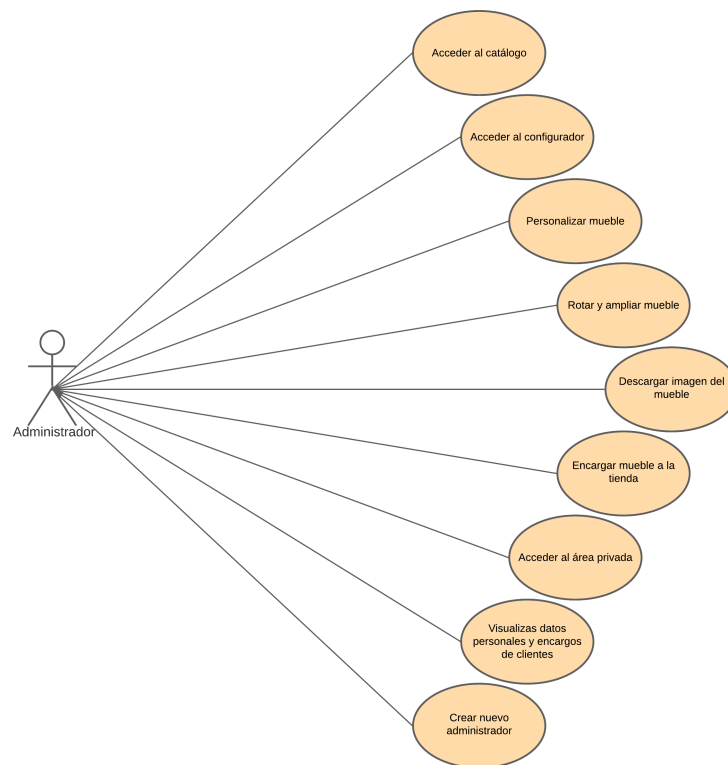 Acceder al catálogo
Acceder al configurador
Personalizar mueble
Rotar y ampliar mueble
Descargar imagen del
mueble
Administrador
Encargar mueble a la
tienda
Acceder al área privada
Visualizas datos
personales y encargos
de clientes
Crear nuevo
administrador